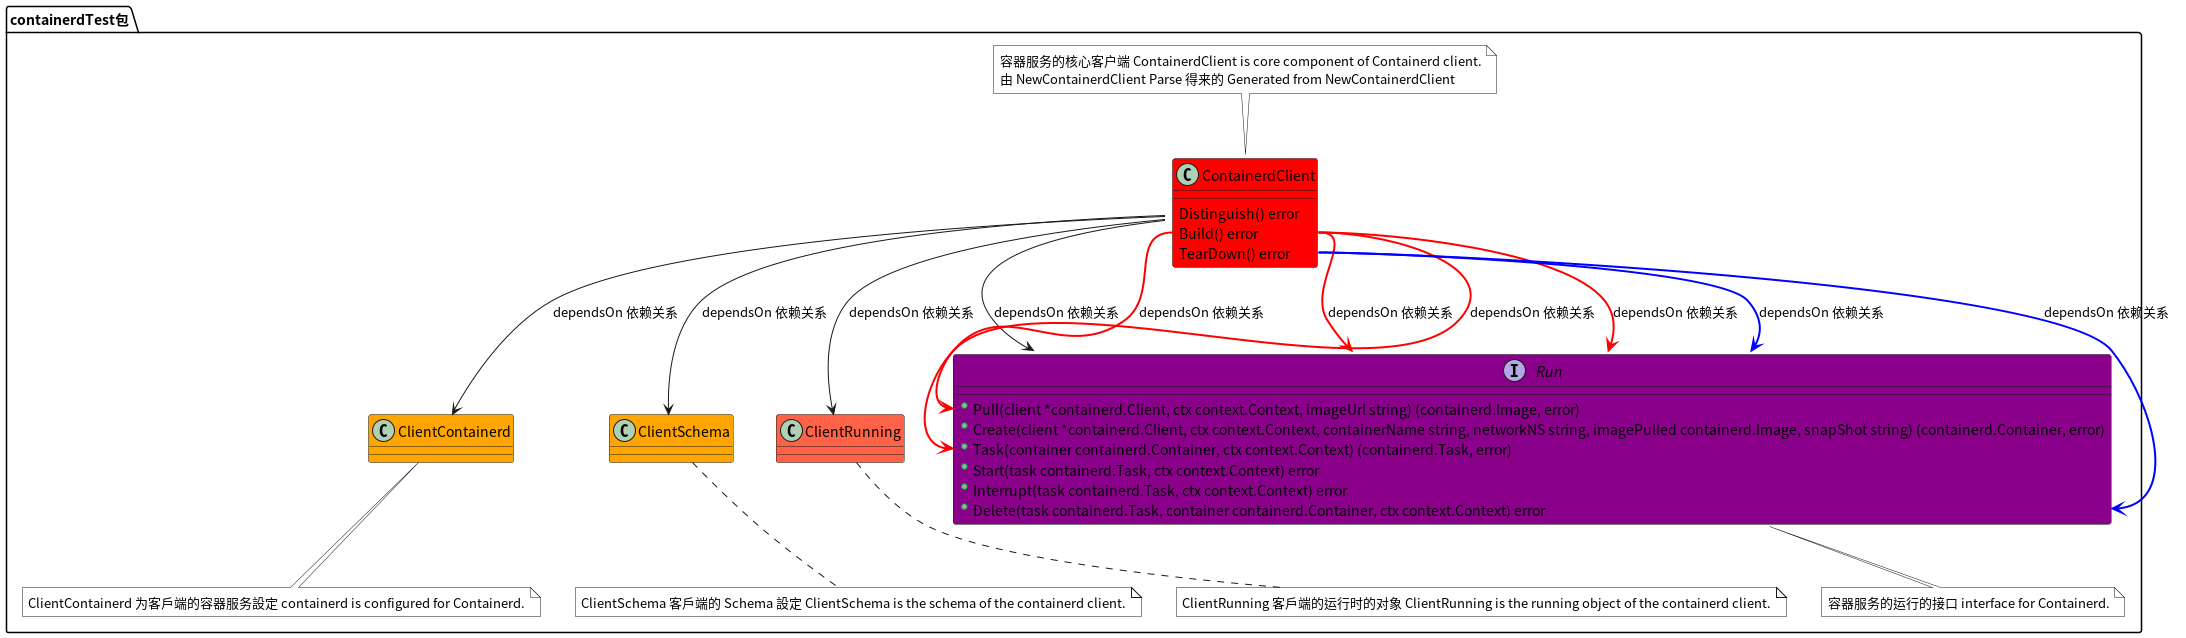 containerdTest包
容器服务的核心客户端 ContainerdClient is core component of Containerd client.
由 NewContainerdClient Parse 得来的 Generated from NewContainerdClient
C ContainerdClient
Distinguish() error
Build() error
TearDown() error
dependsOn 依赖关系
dependsOn 依赖关系
dependsOn 依赖关系
dependsOn 依赖关系
dependsOn 依赖关系
dependsOn 依赖关系
dependsOn 依赖关系
dependsOn 依赖关系
dependsOn 依赖关系
dependsOn 依赖关系
C ClientContainerd
C ClientSchema
C ClientRunning
I Run
Pull(client *containerd.Client, ctx context.Context, imageUrl string) (containerd.Image, error)
Create(client *containerd.Client, ctx context.Context, containerName string, networkNS string, imagePulled containerd.Image, snapShot string) (containerd.Container, error)
Task(container containerd.Container, ctx context.Context) (containerd.Task, error)
Start(task containerd.Task, ctx context.Context) error
Interrupt(task containerd.Task, ctx context.Context) error
Delete(task containerd.Task, container containerd.Container, ctx context.Context) error
ClientContainerd 为客戶端的容器服务設定 containerd is configured for Containerd.
ClientSchema 客戶端的 Schema 設定 ClientSchema is the schema of the containerd client.
ClientRunning 客戶端的运行时的对象 ClientRunning is the running object of the containerd client.
容器服务的运行的接口 interface for Containerd.